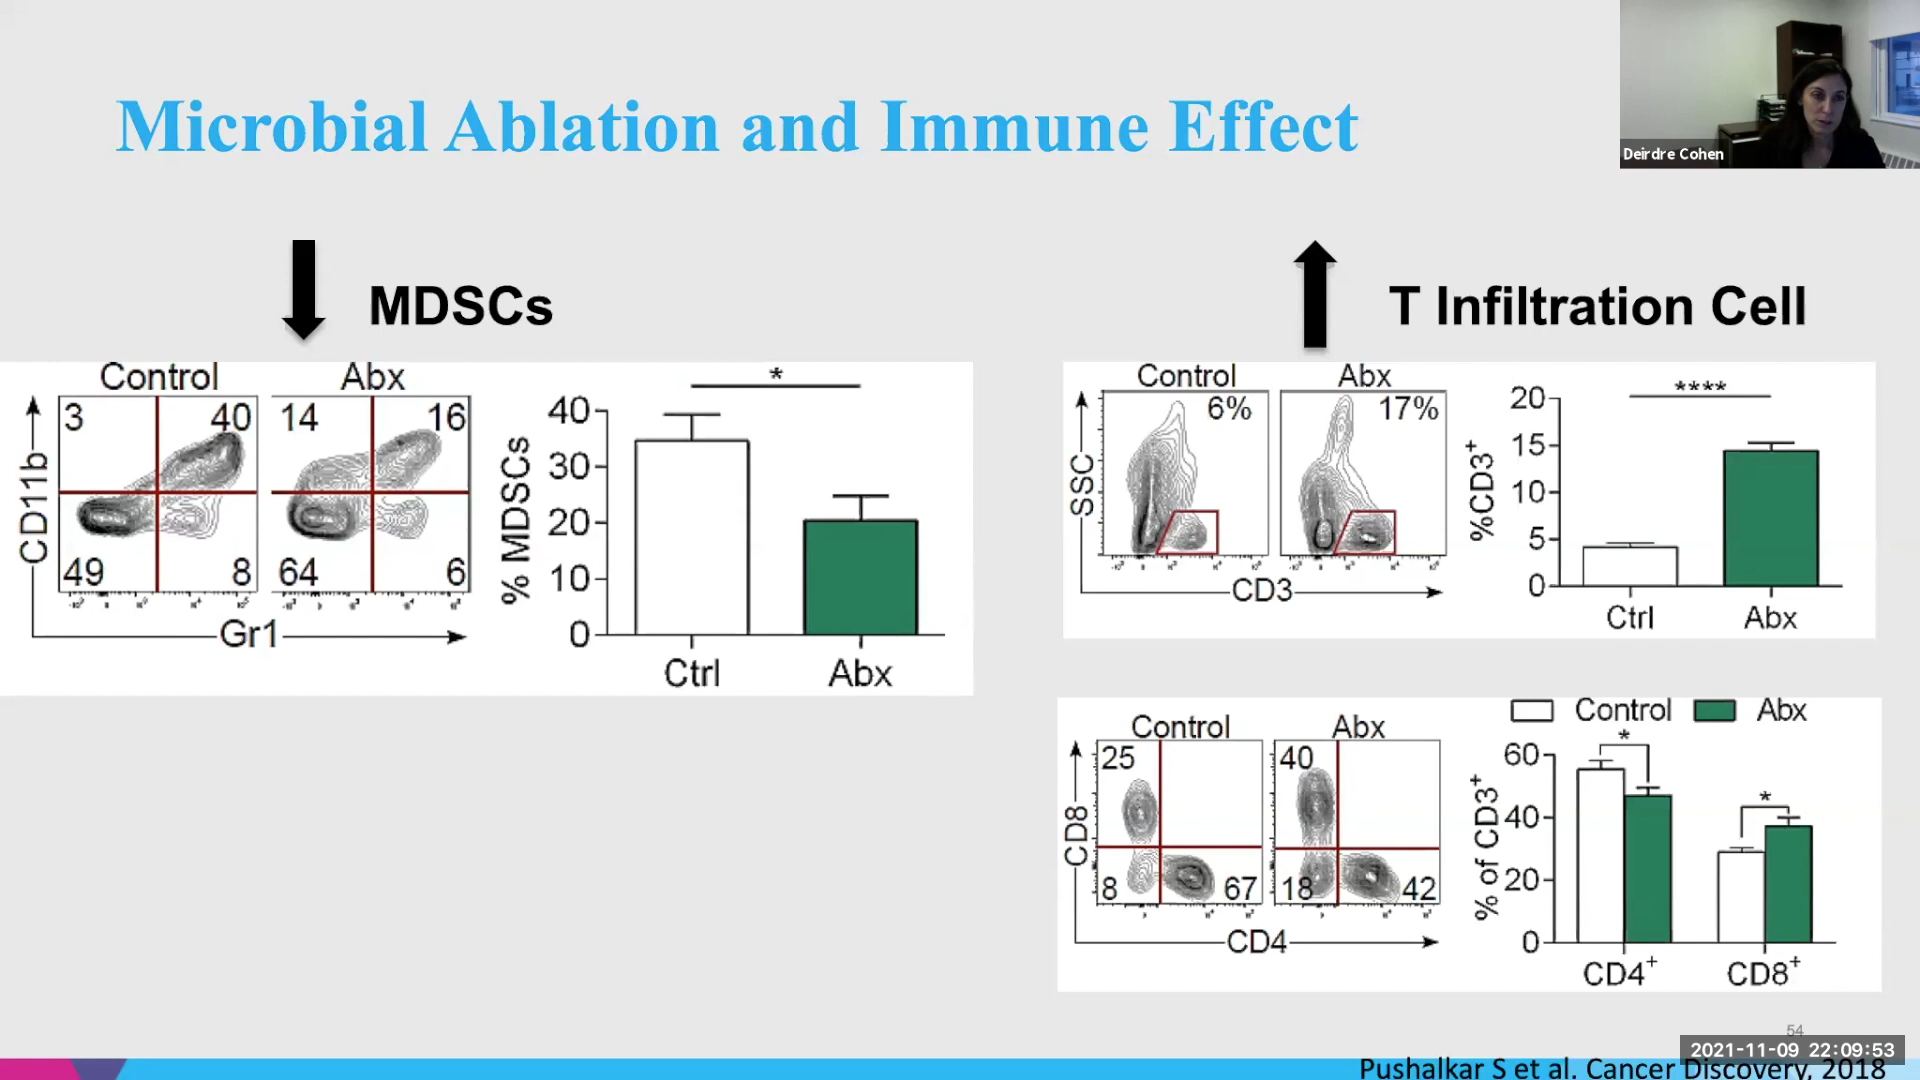 Deirdre Cohen
Microbial Ablation and Immune Effect
MDSCs
Control
Abx
3
40
14
16
49
8
64
6
CD11b
Gr1
*
% MDSCs
40
30
20
10
0
Ctrl
Abx
T Infiltration Cell
Control
Abx
6%
17%
SSC
CD3
****
%CD3+
20
15
10
5
0
Ctrl
Abx
Control
Abx
25
40
8
67
18
42
CD8
CD4
Control
Abx
*
*
% of CD3+
60
40
20
0
CD4+
CD8+
54
2021-11-09 22:09:53
Pushalkar S et al. Cancer Discovery, 2018